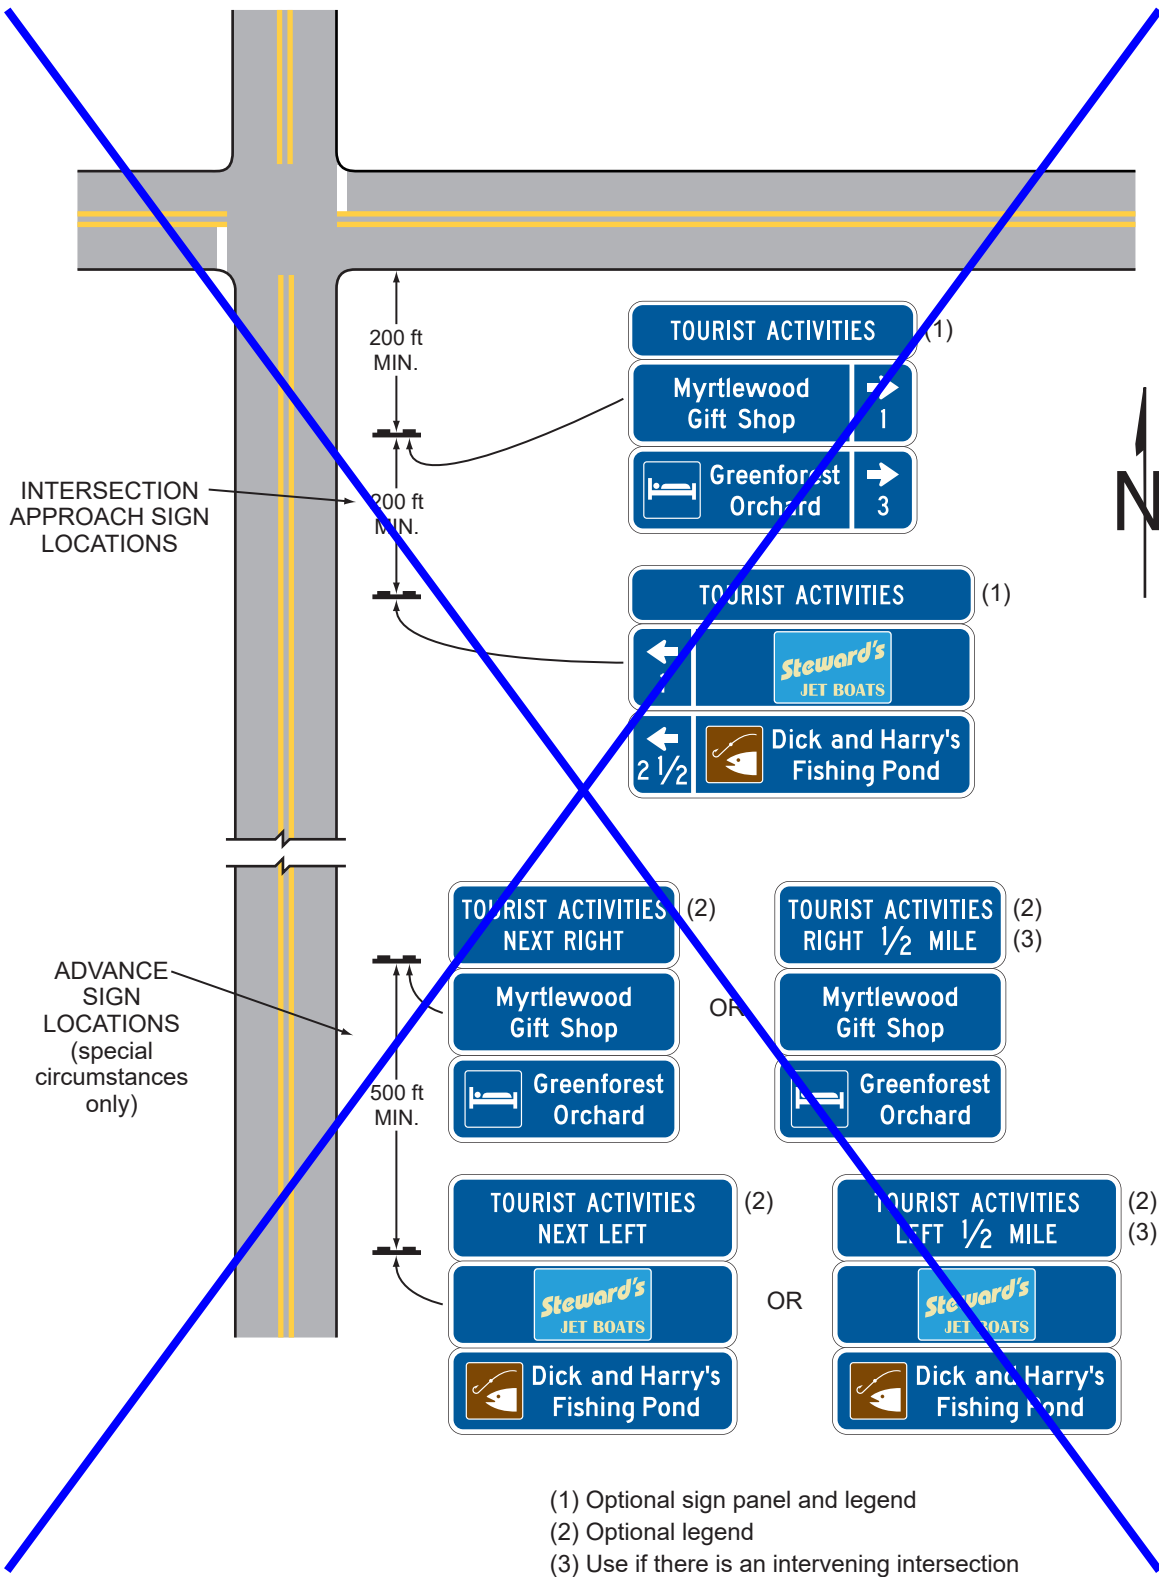 200 ft
MIN.
TOURIST ACTIVITIES
(1)
Myrtlewood
Gift Shop
1
Greenforest
Orchard
3
N
INTERSECTION
APPROACH SIGN
LOCATIONS
200 ft
MIN.
TOURIST ACTIVITIES
(1)
1
Steward's
JET BOATS
2 1/2
Dick and Harry's
Fishing Pond
ADVANCE
SIGN
LOCATIONS
(special
circumstances
only)
500 ft
MIN.
TOURIST ACTIVITIES
NEXT RIGHT
(2)
Myrtlewood
Gift Shop
Greenforest
Orchard
OR
TOURIST ACTIVITIES
RIGHT 1/2 MILE
(2)
(3)
Myrtlewood
Gift Shop
Greenforest
Orchard
TOURIST ACTIVITIES
NEXT LEFT
(2)
Steward's
JET BOATS
Dick and Harry's
Fishing Pond
OR
TOURIST ACTIVITIES
LEFT 1/2 MILE
(2)
(3)
Steward's
JET BOATS
Dick and Harry's
Fishing Pond
(1) Optional sign panel and legend
(2) Optional legend
(3) Use if there is an intervening intersection